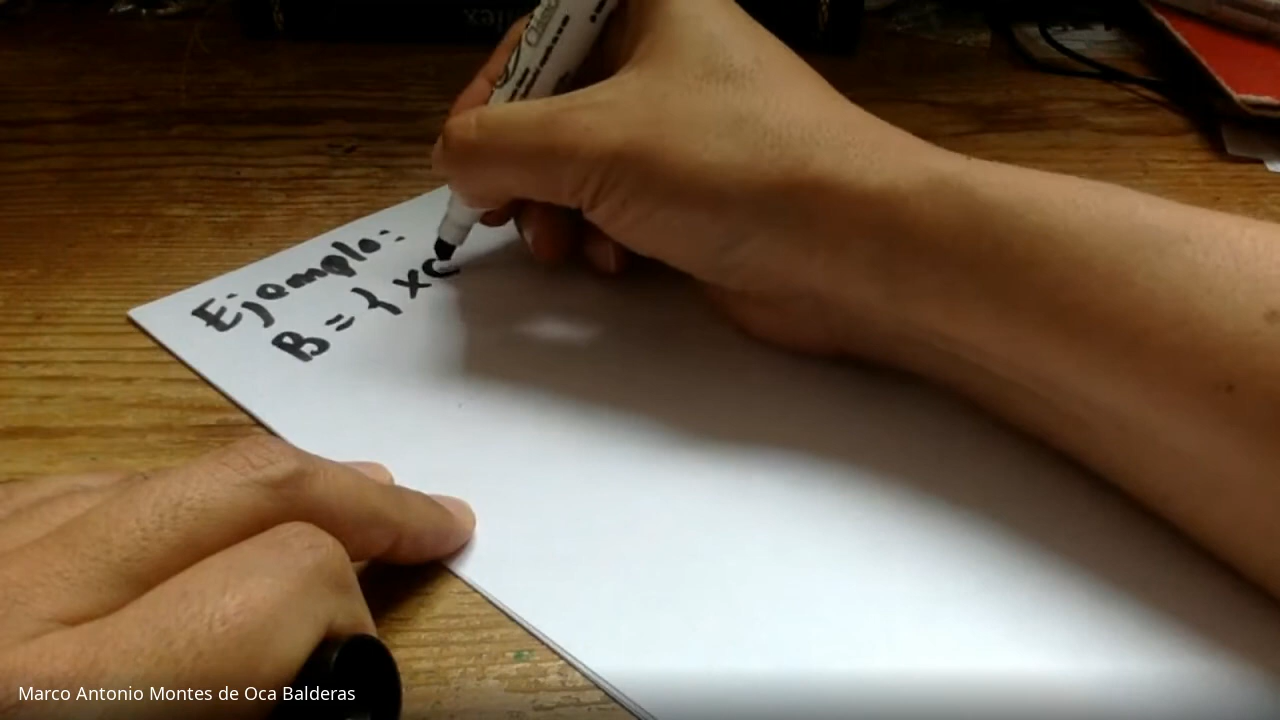 Ejemplo:
B = { x ∈
Marco Antonio Montes de Oca Balderas